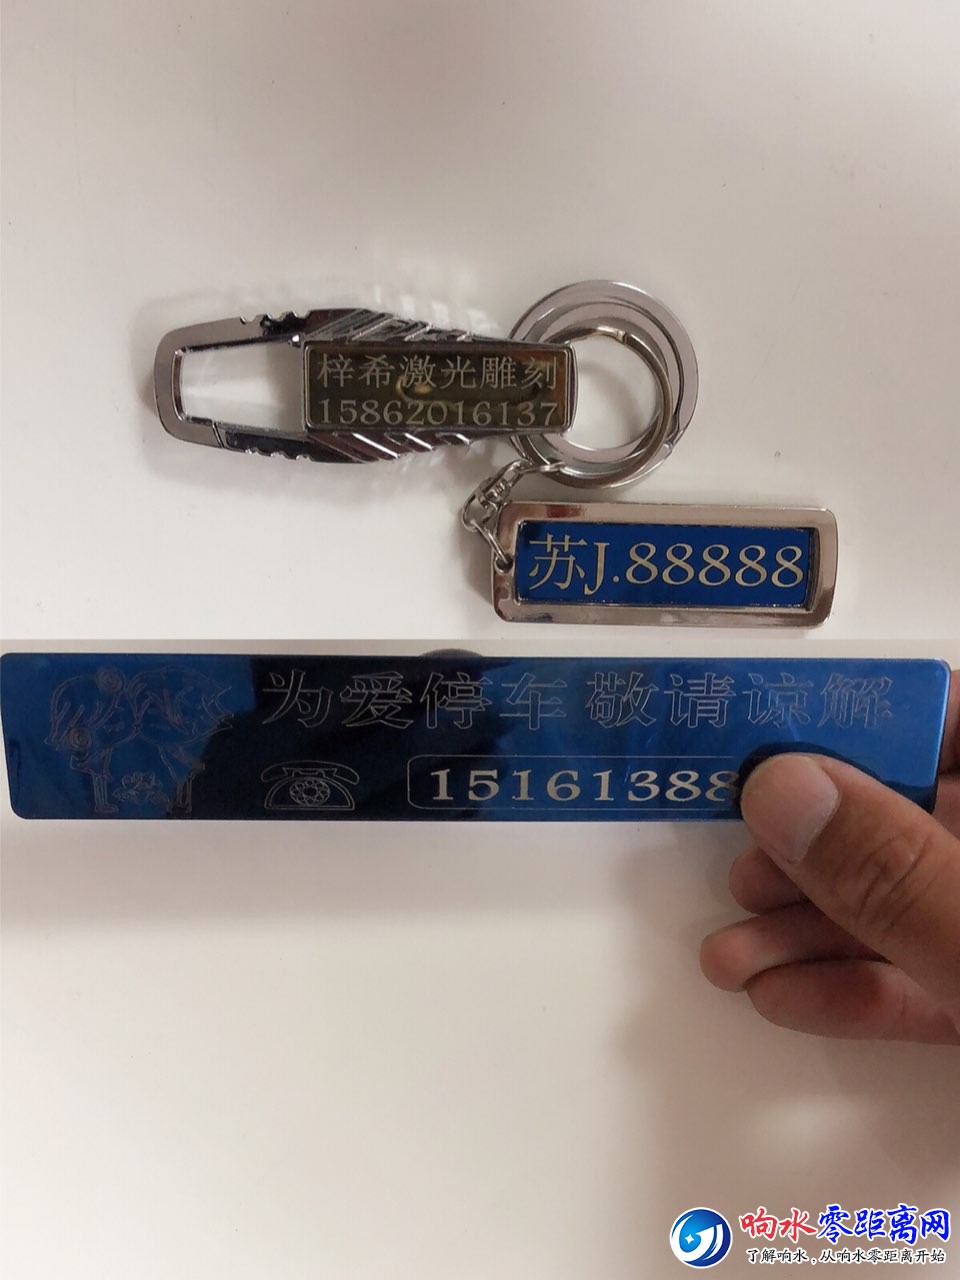 梓希激光雕刻
15862016137
苏J.88888
为爱停车 敬请谅解
15161388
响水零距离网
了解响水,从响水零距离开始